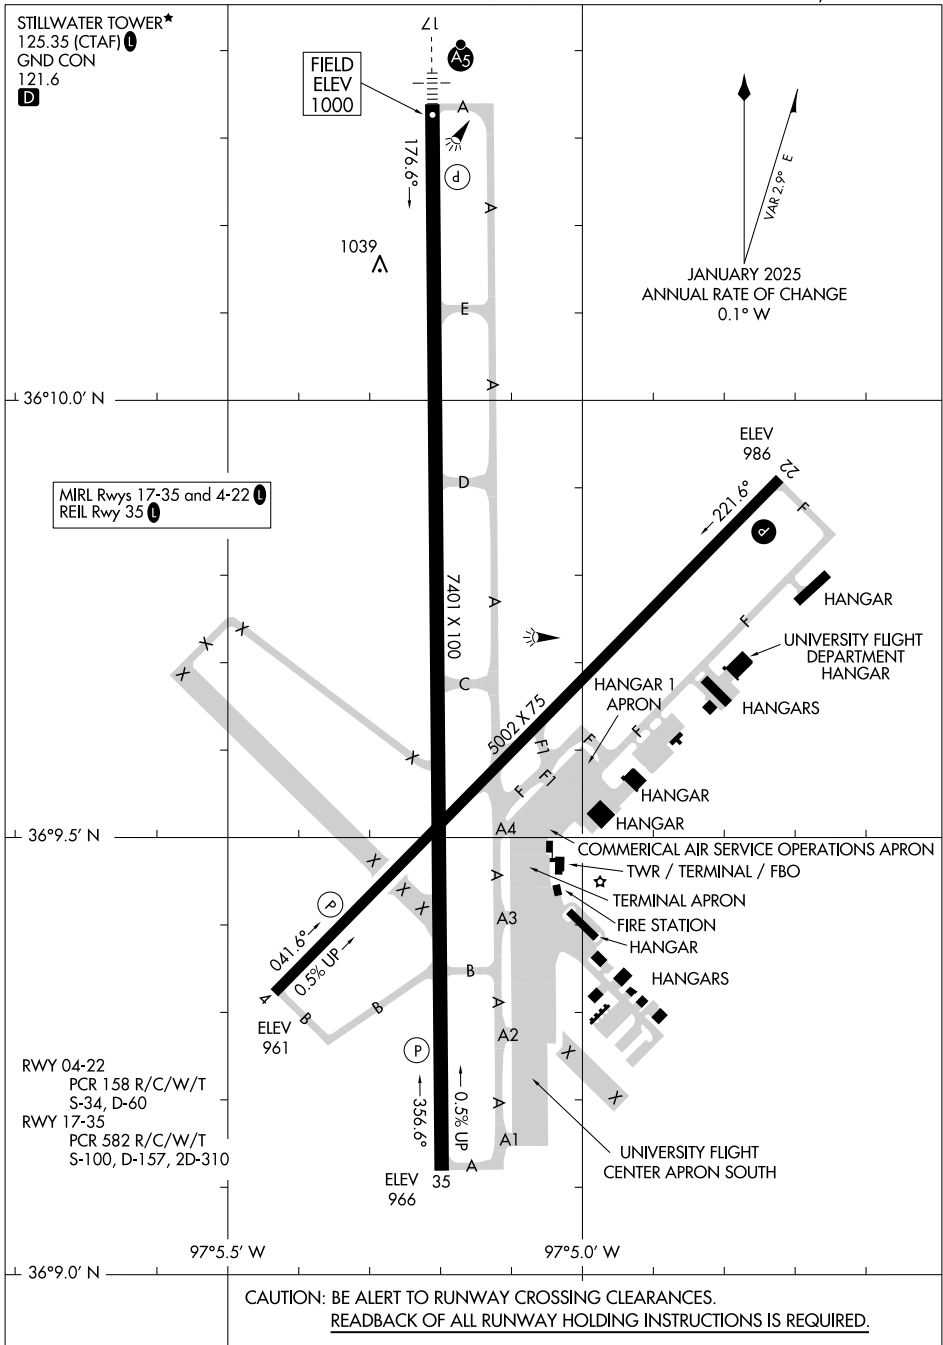 STILLWATER TOWER★
125.35 (CTAF) L
GND CON
121.6
D
17
A5
FIELD
ELEV
1000
A
176.6°
P
A
VAR 2.9° E
1039
JANUARY 2025
ANNUAL RATE OF CHANGE
0.1° W
E
A
36°10.0' N
ELEV
986
22
D
MIRL Rwys 17-35 and 4-22 L
REIL Rwy 35 L
221.6°
F
P
7401 X 100
A
HANGAR
F
X
X
X
UNIVERSITY FLIGHT
DEPARTMENT
HANGAR
C
HANGAR 1
APRON
HANGARS
5002 X 75
F1
F
F
X
F1
F
HANGAR
HANGAR
A4
36°9.5' N
COMMERICAL AIR SERVICE OPERATIONS APRON
X
A
TWR / TERMINAL / FBO
X
TERMINAL APRON
P
X
A3
FIRE STATION
041.6°
HANGAR
0.5% UP
B
HANGARS
4
A
B
B
ELEV
961
A2
P
X
RWY 04-22
PCR 158 R/C/W/T
S-34, D-60
RWY 17-35
PCR 582 R/C/W/T
S-100, D-157, 2D-310
356.6°
0.5% UP
A
X
A1
UNIVERSITY FLIGHT
CENTER APRON SOUTH
A
ELEV
966
35
97°5.5' W
97°5.0' W
36°9.0' N
CAUTION: BE ALERT TO RUNWAY CROSSING CLEARANCES.
READBACK OF ALL RUNWAY HOLDING INSTRUCTIONS IS REQUIRED.